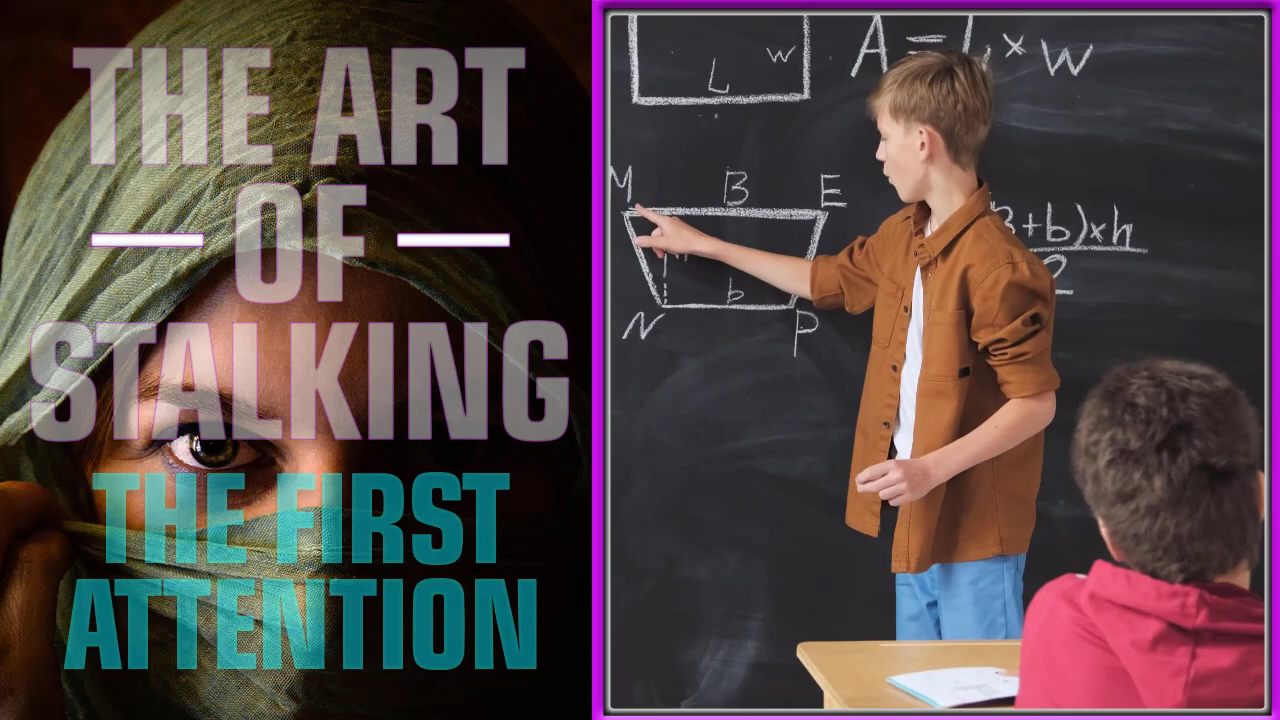 THE ART
OF
STALKING
THE FIRST
ATTENTION
W
L
A = L × W
M
B
E
B+b)×h
2
b
N
P